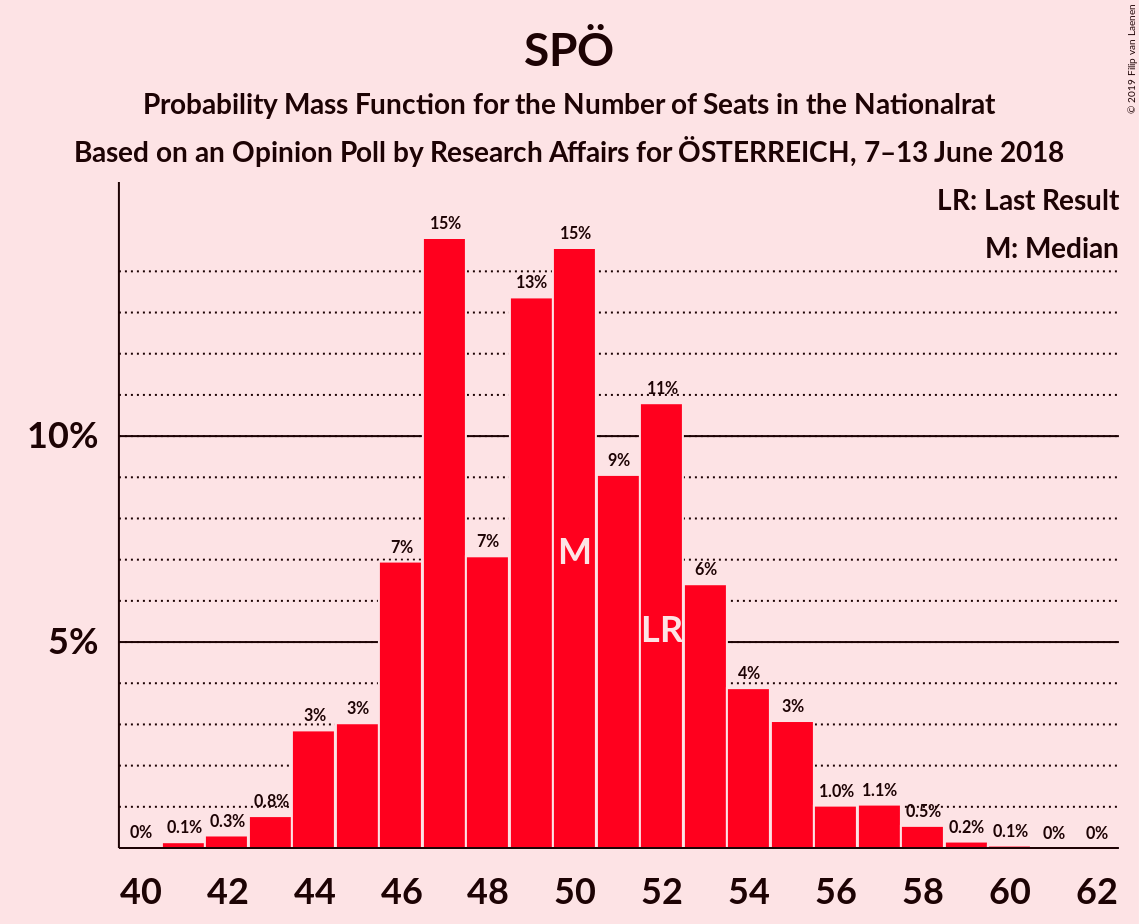 SPÖ
Probability Mass Function for the Number of Seats in the Nationalrat
Based on an Opinion Poll by Research Affairs for ÖSTERREICH, 7–13 June 2018
© 2019 Filip van Laenen
LR: Last Result
M: Median
10%
5%
0%
0.1%
0.3%
0.8%
3%
3%
7%
15%
7%
13%
15%
9%
11%
6%
4%
3%
1.0%
1.1%
0.5%
0.2%
0.1%
0%
0%
M
LR
40 42 44 46 48 50 52 54 56 58 60 62